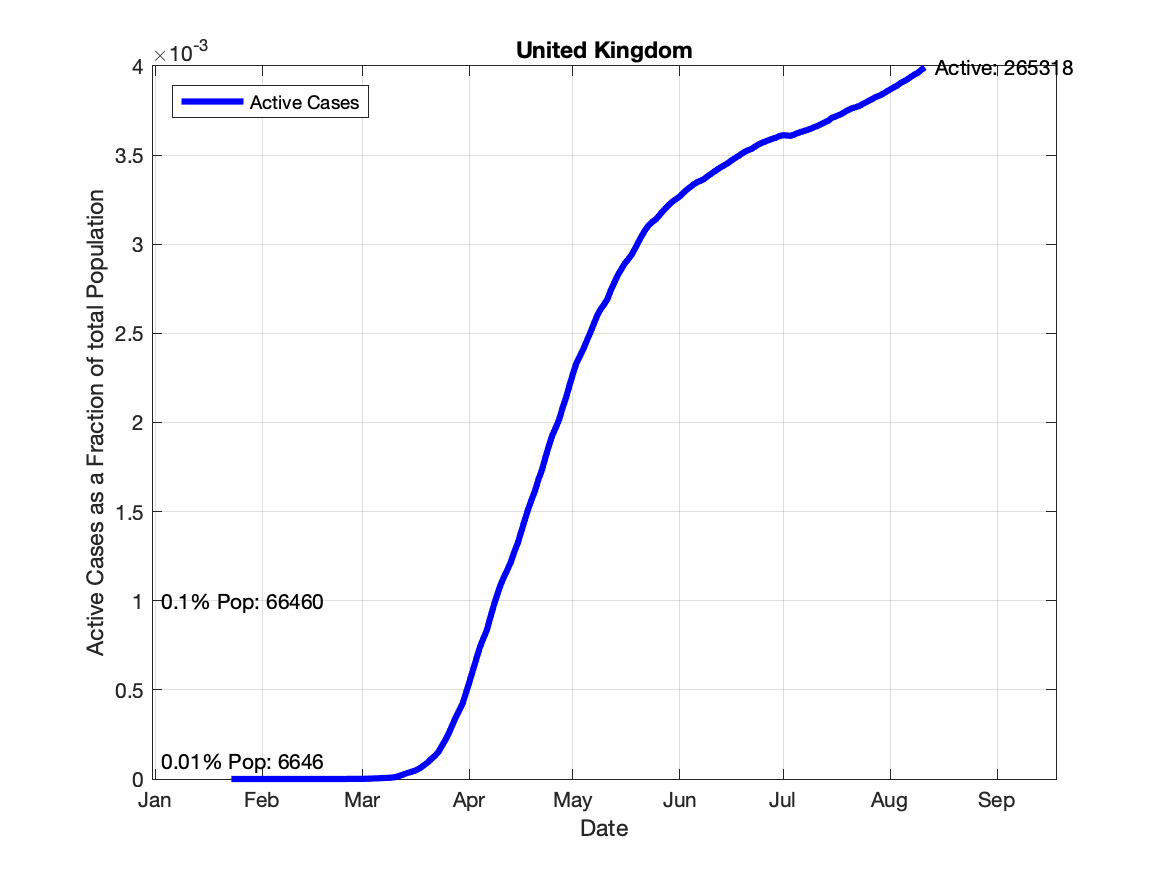 ×10-3
United Kingdom
4
Active: 265318
Active Cases
3.5
3
2.5
2
1.5
1
0.1% Pop: 66460
0.5
0.01% Pop: 6646
0
Active Cases as a Fraction of total Population
Jan Feb Mar Apr May Jun Jul Aug Sep
Date